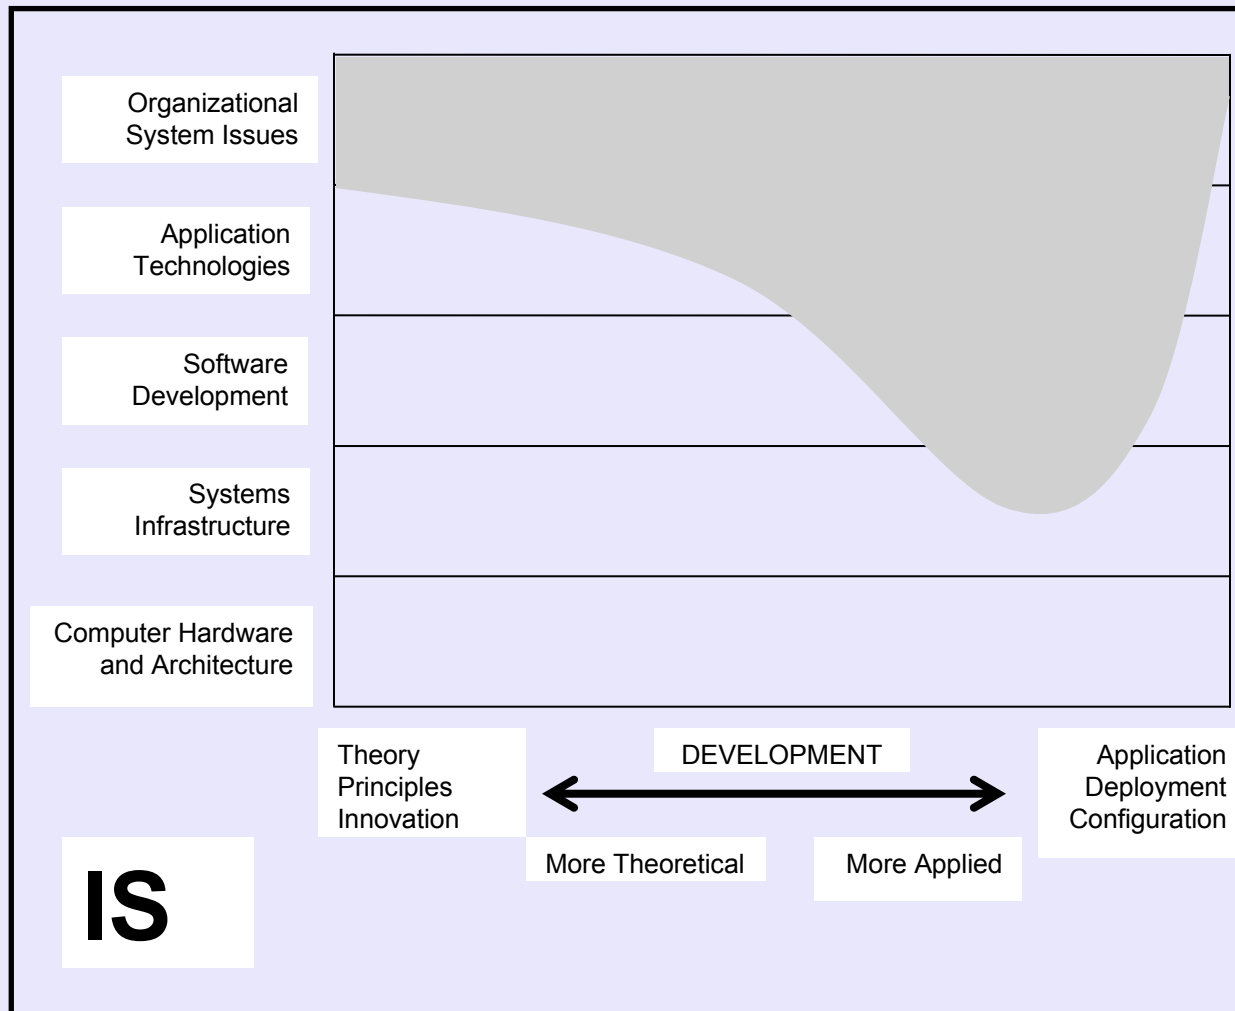 Organizational
System Issues
Application
Technologies
Software
Development
Systems
Infrastructure
Computer Hardware
and Architecture
Theory
Principles
Innovation
DEVELOPMENT
Application
Deployment
Configuration
More Theoretical
More Applied
IS